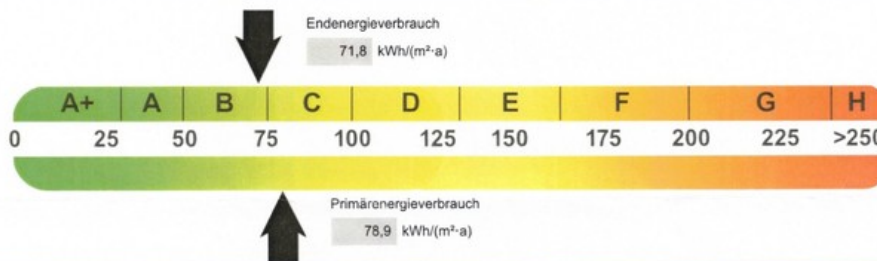 Endenergieverbrauch
71,8 kWh/(m²·a)
A+ A B C D E F G H
0 25 50 75 100 125 150 175 200 225 >250
Primärenergieverbrauch
78,9 kWh/(m²·a)